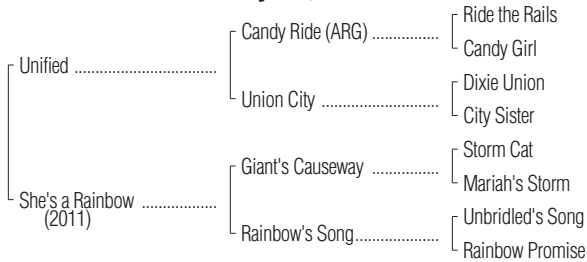 Ride the Rails
Candy Ride (ARG) ................
Candy Girl
Unified .................................
Dixie Union
Union City ............................
City Sister
Storm Cat
Giant's Causeway ................
Mariah's Storm
She's a Rainbow ..................
(2011)
Unbridled's Song
Rainbow's Song....................
Rainbow Promise